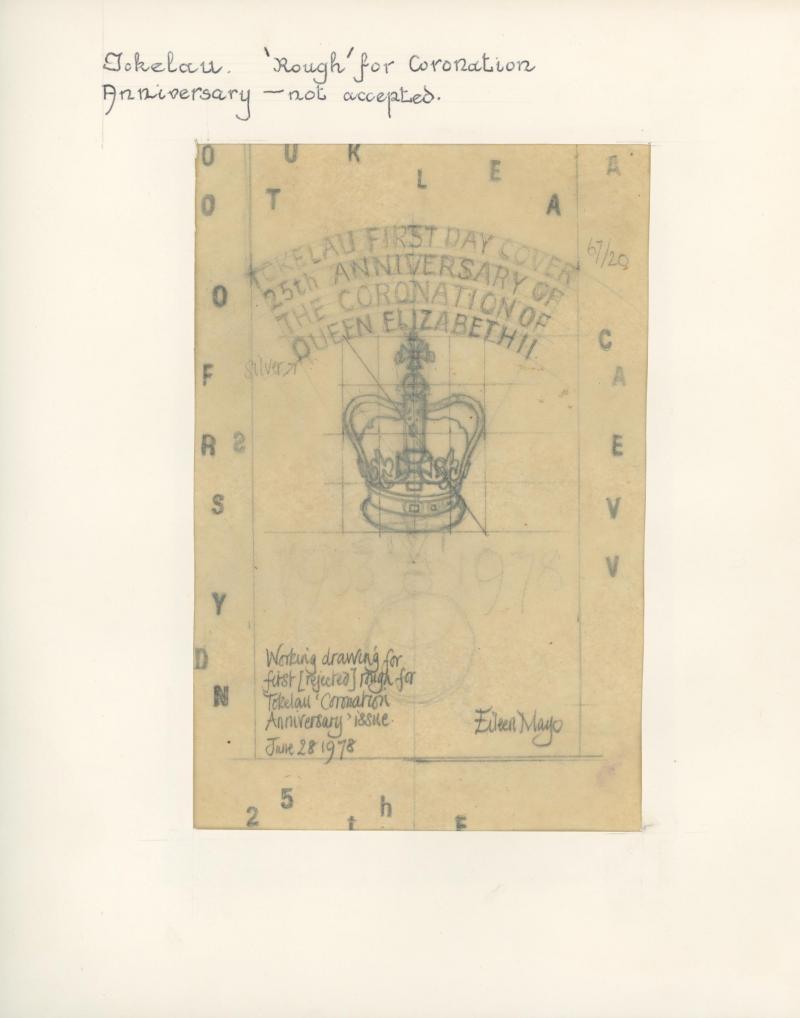 Tokelau. 'Rough' for Coronation
Anniversary — not accepted.
O U K E A
O T L A
TOKELAU FIRST DAY COVER
25th ANNIVERSARY OF
THE CORONATION OF
QUEEN ELIZABETH II
67/20
silver
O
F
R S
S
Y
D
N
C
A
E
V
V
1953 1978
Working drawing for
first [rejected] rough for
Tokelau 'Coronation
Anniversary' issue.
June 28 1978
Eileen Mayo
2 5 t h F